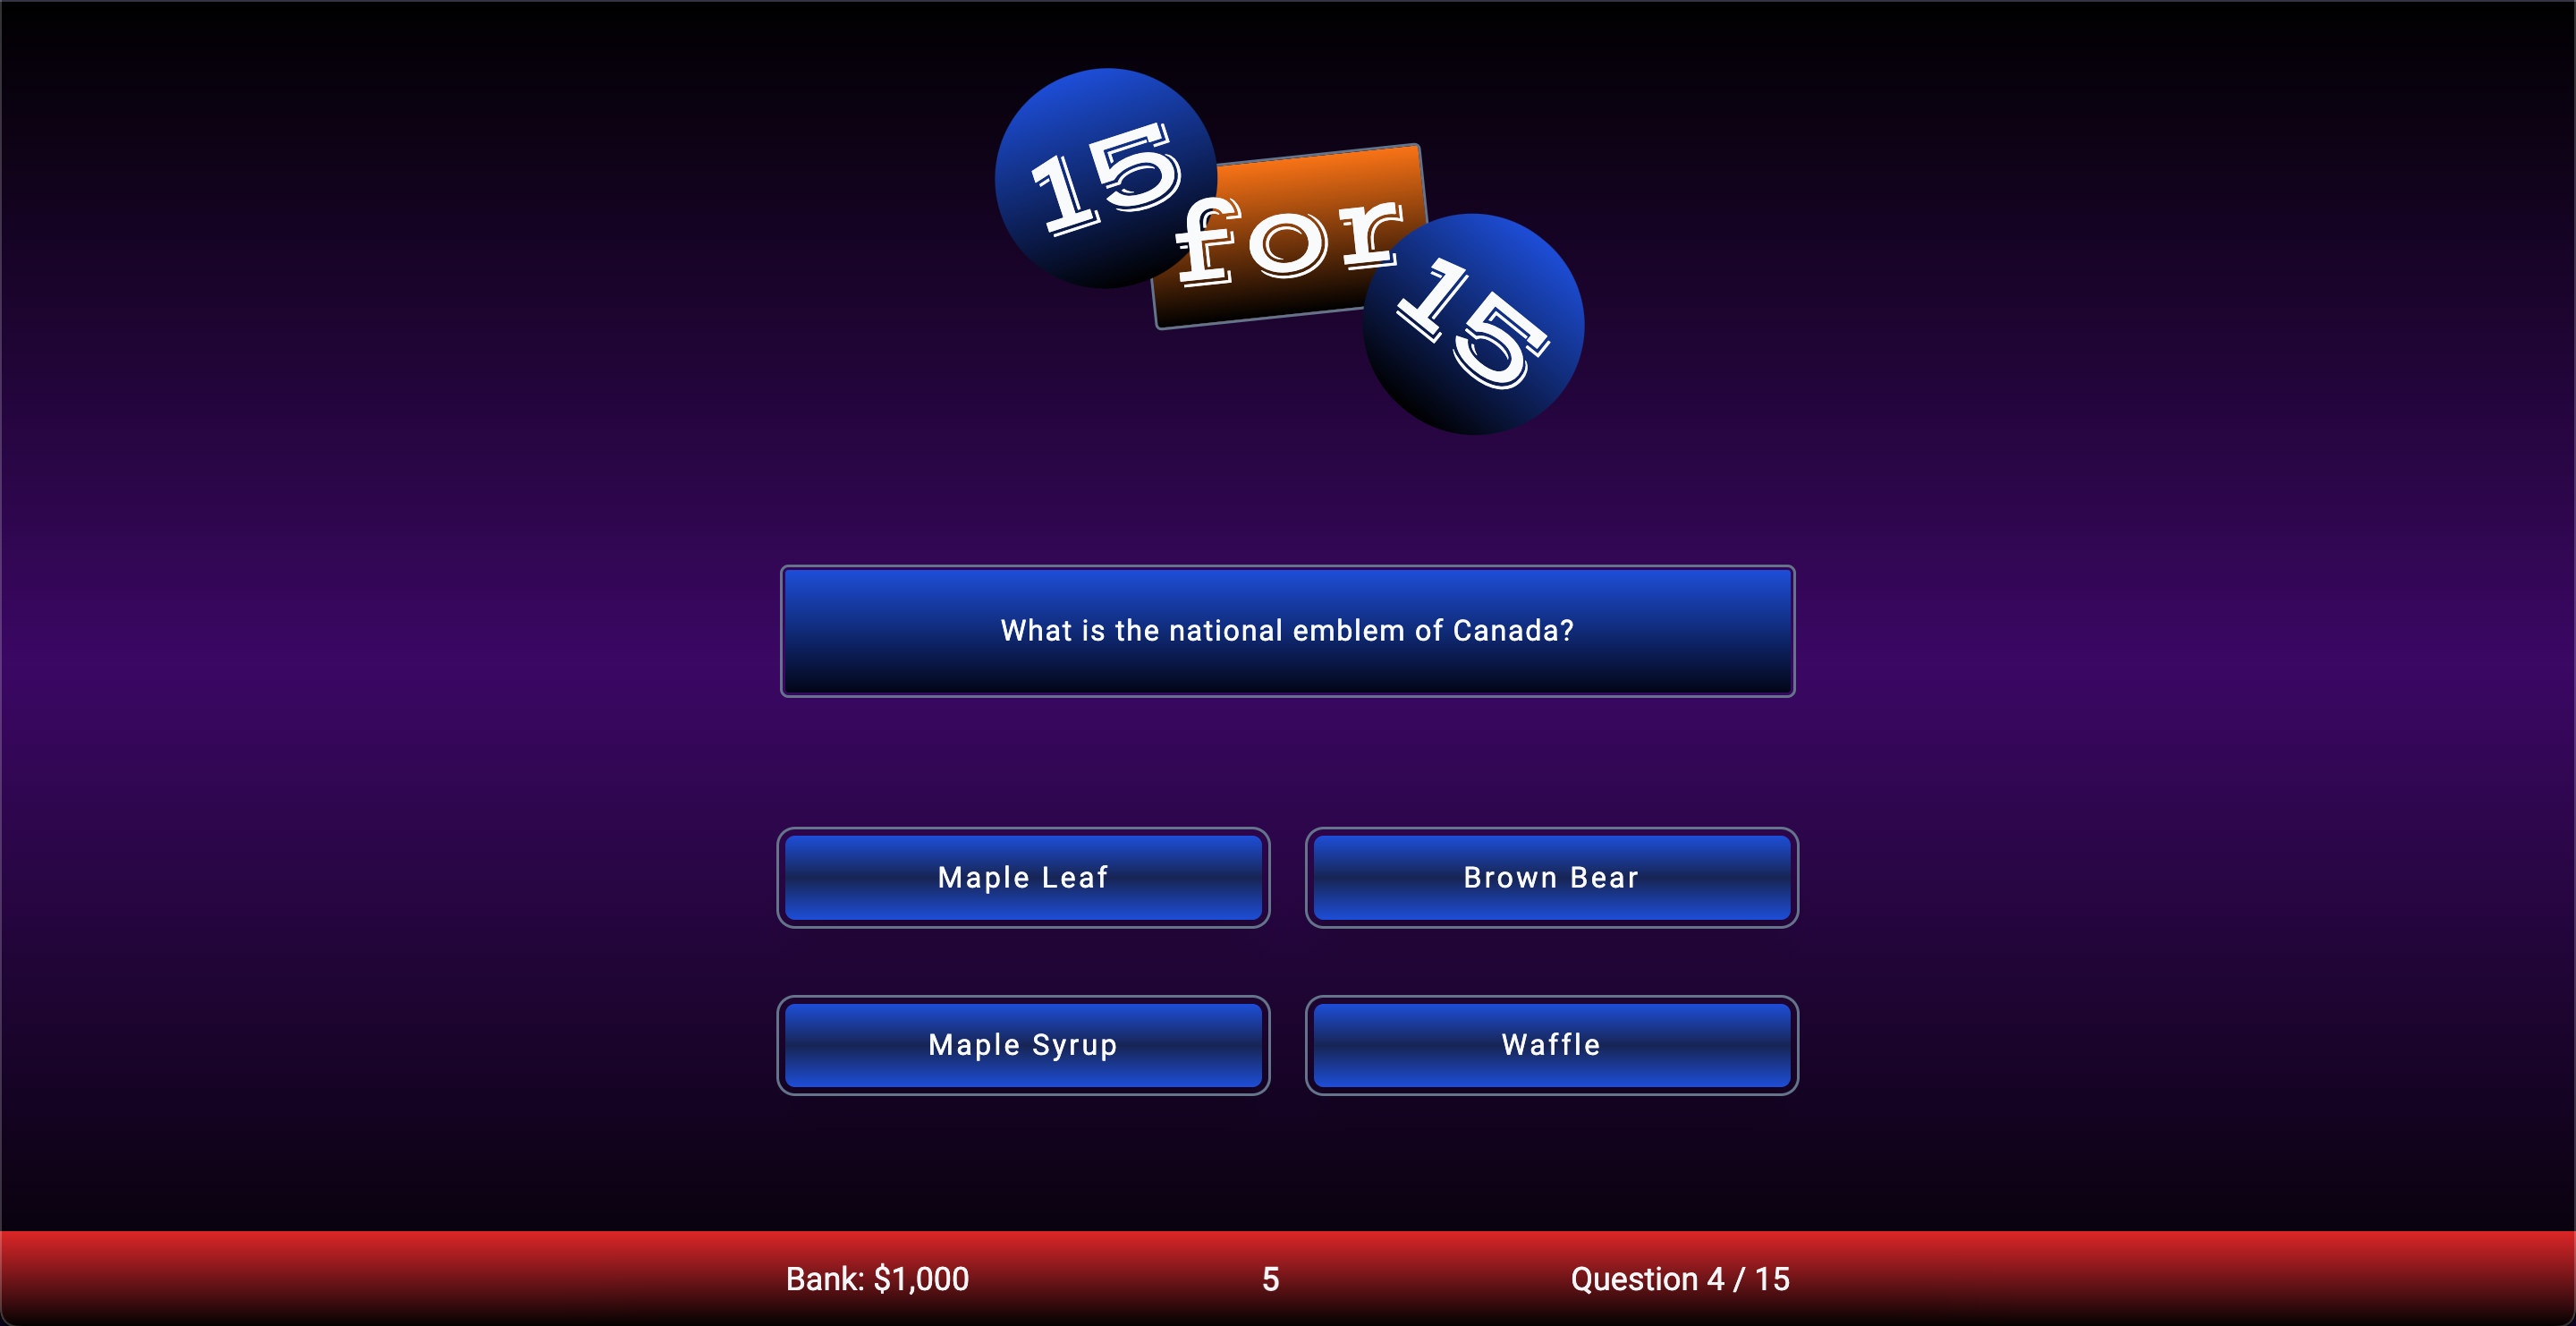 15
for
15
What is the national emblem of Canada?
Maple Leaf
Brown Bear
Maple Syrup
Waffle
Bank: $1,000
5
Question 4 / 15